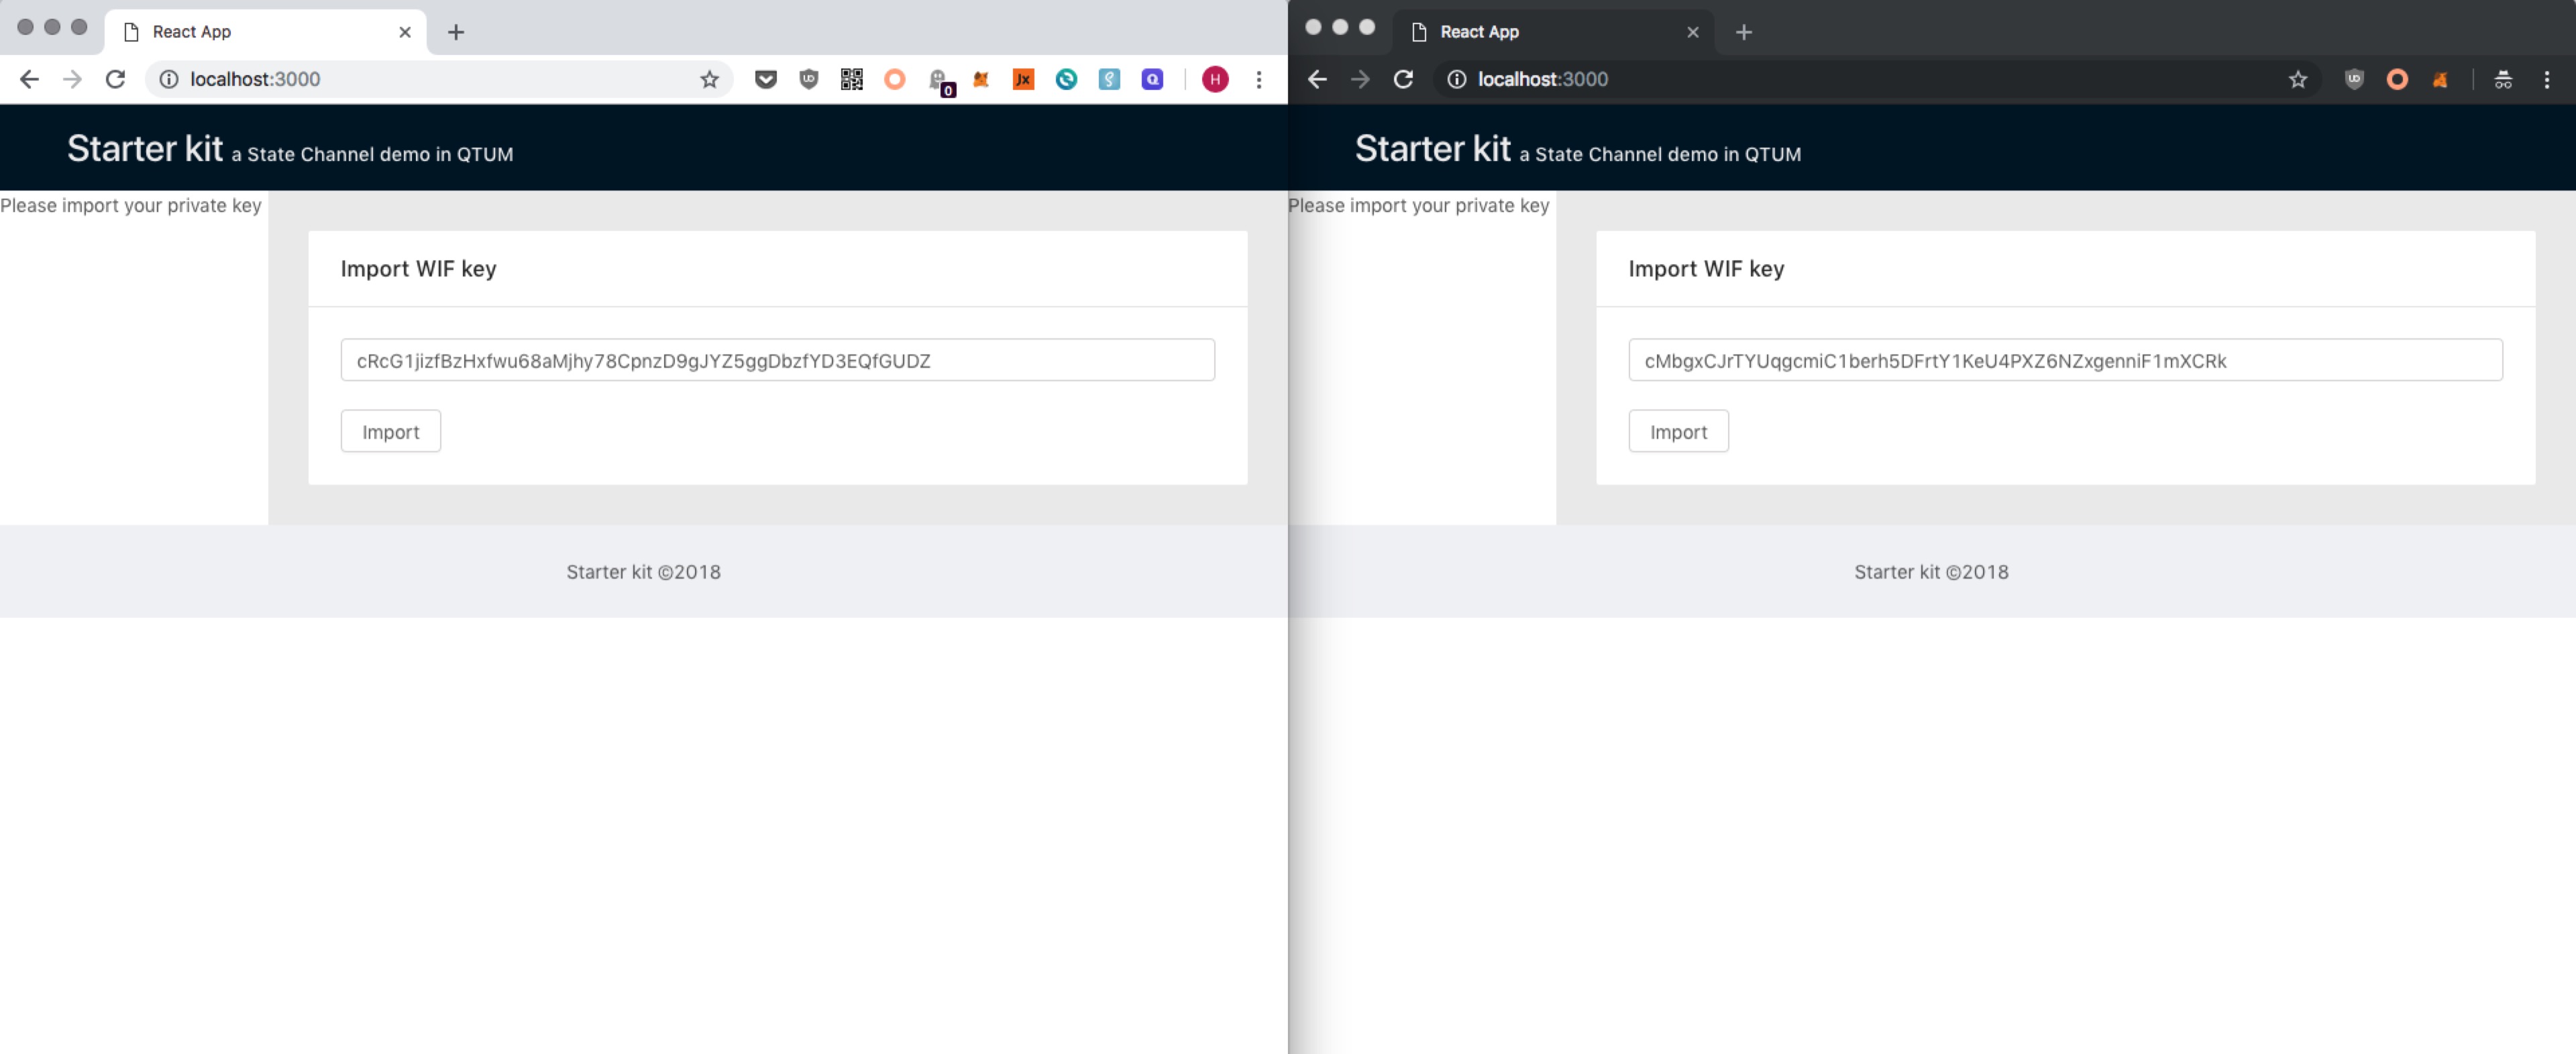 React App
localhost:3000
0
Jx
H
Starter kit a State Channel demo in QTUM
Please import your private key
Import WIF key
cRcG1jizfBzHxfwu68aMjhy78CpnzD9gJYZ5ggDbzfYD3EQfGUDZ
Import
Starter kit ©2018
React App
localhost:3000
Starter kit a State Channel demo in QTUM
Please import your private key
Import WIF key
cMbgxCJrTYUqgcmiC1berh5DFrtY1KeU4PXZ6NZxgenniF1mXCRk
Import
Starter kit ©2018